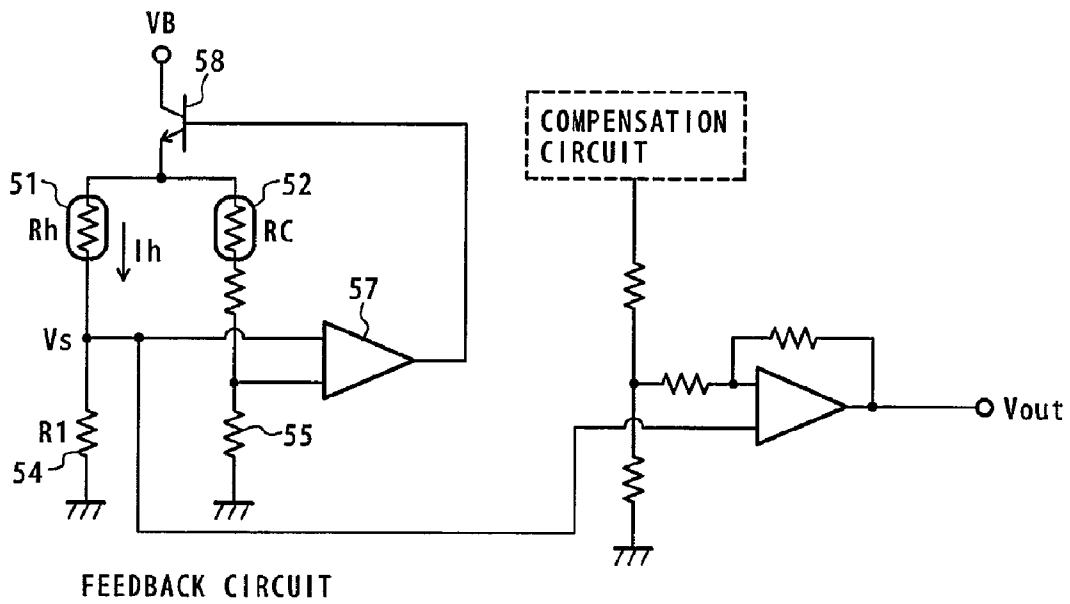 VB
58
COMPENSATION
CIRCUIT
51
52
Rh
Ih
RC
57
Vs
R1
54
55
Vout
FEEDBACK CIRCUIT